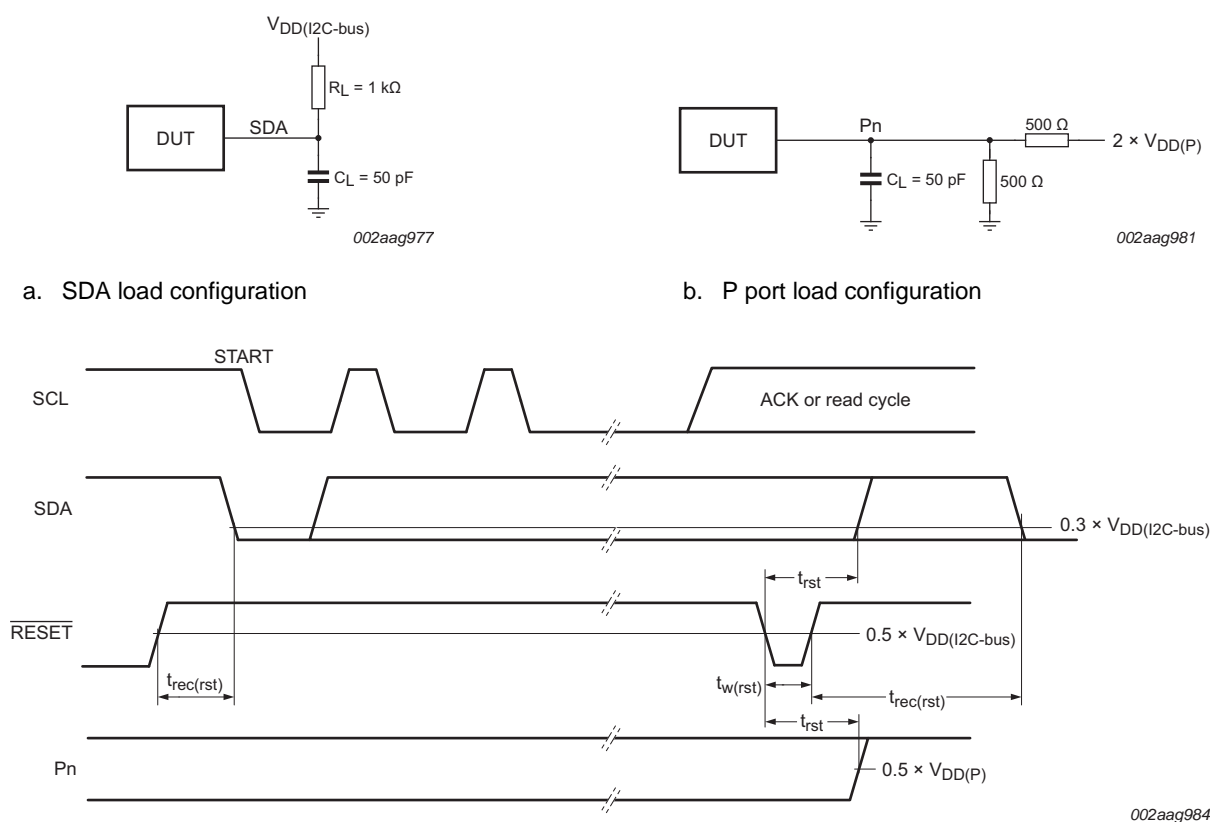 VDD(I2C-bus)
RL = 1 kΩ
DUT
SDA
CL = 50 pF
002aag977
DUT
Pn
500 Ω
2 × VDD(P)
CL = 50 pF
500 Ω
002aag981
a. SDA load configuration
b. P port load configuration
START
SCL
ACK or read cycle
SDA
0.3 × VDD(I2C-bus)
trst
RESET
0.5 × VDD(I2C-bus)
trec(rst)
tw(rst)
trec(rst)
trst
Pn
0.5 × VDD(P)
002aag984